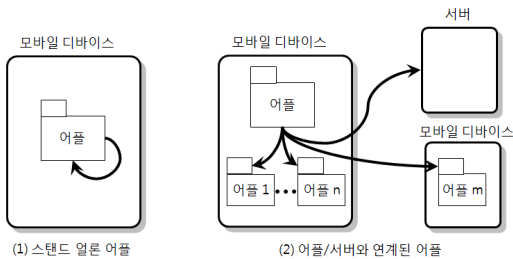 모바일 디바이스
어플
(1) 스탠드 얼론 어플
모바일 디바이스
어플
어플 1
어플 n
서버
모바일 디바이스
어플 m
(2) 어플/서버와 연계된 어플